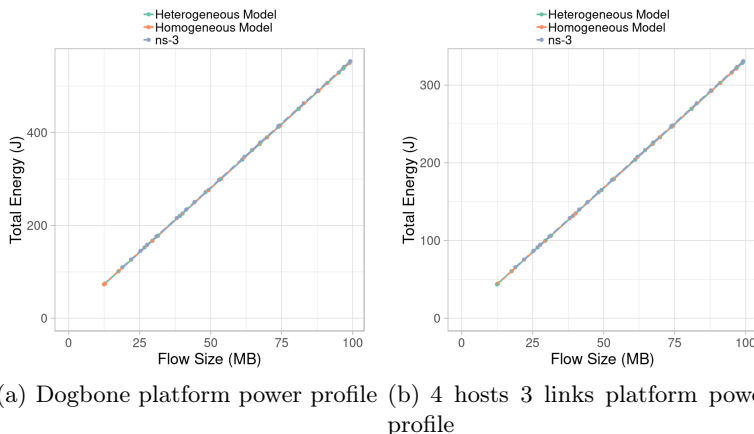 Heterogeneous Model
Homogeneous Model
ns-3
Total Energy (J)
400
200
0
0 25 50 75 100
Flow Size (MB)
a) Dogbone platform power profile
Heterogeneous Model
Homogeneous Model
ns-3
Total Energy (J)
300
200
100
0
0 25 50 75 100
Flow Size (MB)
(b) 4 hosts 3 links platform powe
profile